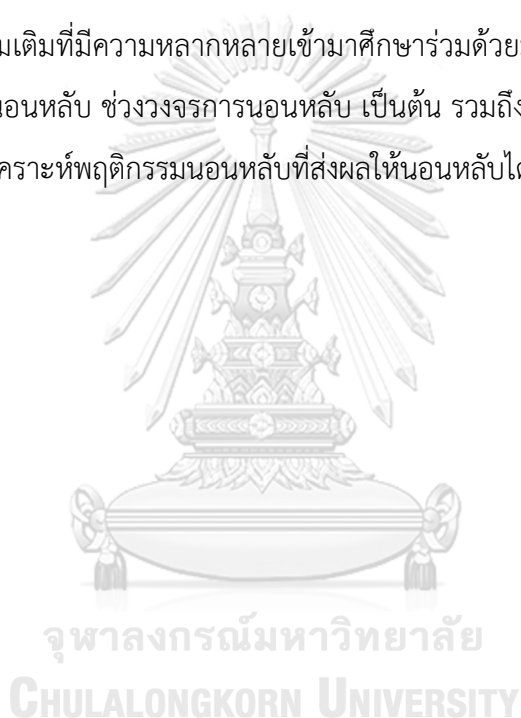 มเติมที่มีความหลากหลายเข้ามาศึกษาร่วมด้วย
นอนหลับ ช่วงวงจรการนอนหลับ เป็นต้น รวมถึง
คราะห์พฤติกรรมนอนหลับที่ส่งผลให้นอนหลับได้
จุฬาลงกรณ์มหาวิทยาลัย
CHULALONGKORN UNIVERSITY